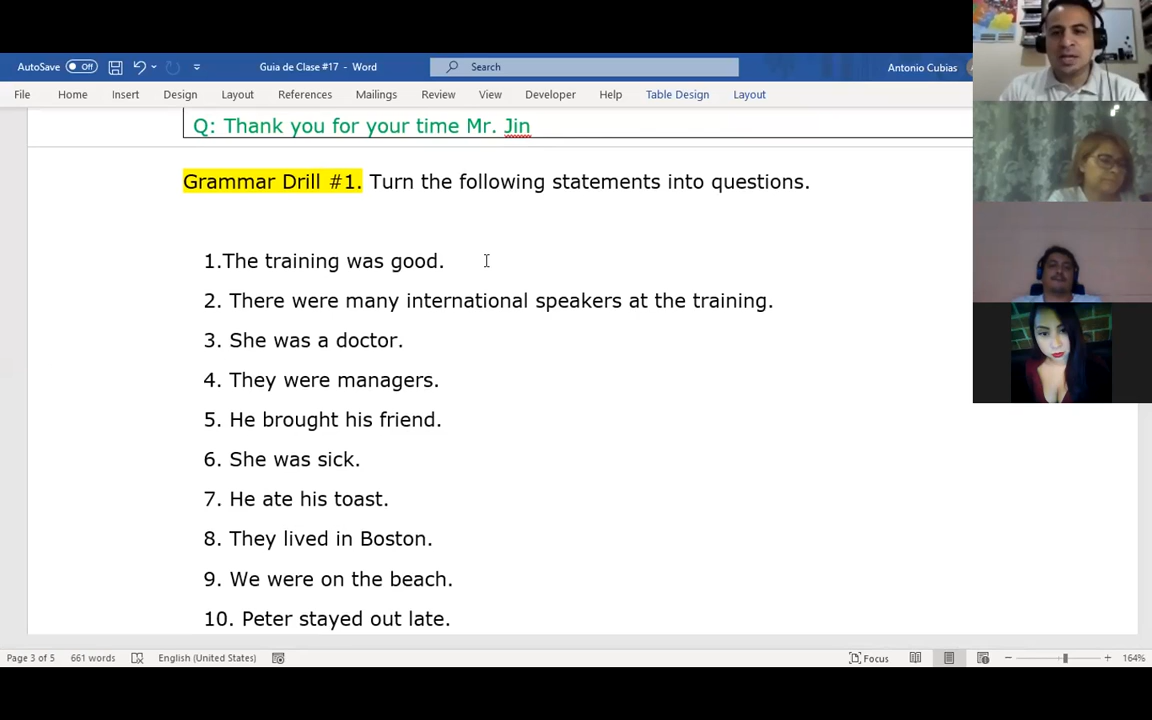 AutoSave Off Guia de Clase #17 - Word Search Antonio Cubias
File Home Insert Design Layout References Mailings Review View Developer Help Table Design Layout
Q: Thank you for your time Mr. Jin
Grammar Drill #1. Turn the following statements into questions.
1.The training was good.
2. There were many international speakers at the training.
3. She was a doctor.
4. They were managers.
5. He brought his friend.
6. She was sick.
7. He ate his toast.
8. They lived in Boston.
9. We were on the beach.
10. Peter stayed out late.
Page 3 of 5 661 words English (United States) Focus 164%